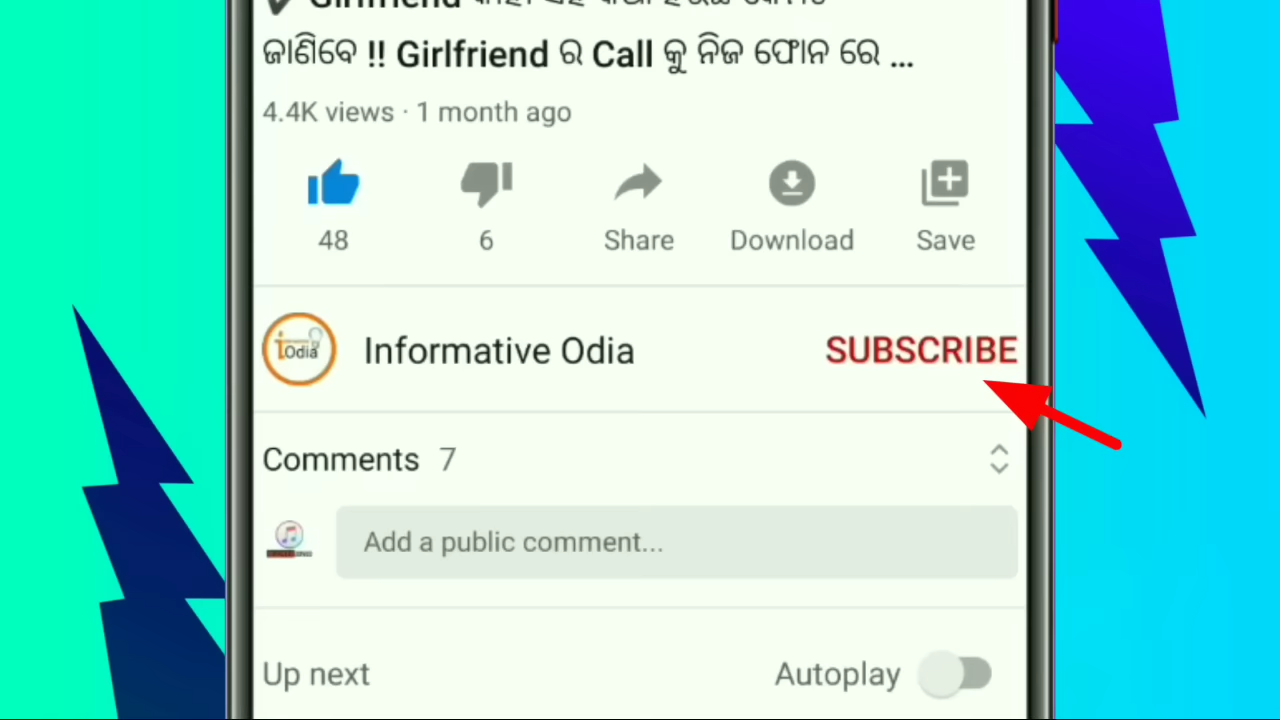 Girlfriend
ଜାଣିବେ !! Girlfriend ର Call କୁ ନିଜ ଫୋନ ରେ ...
4.4K views · 1 month ago
48
6
Share
Download
Save
iOdia
Informative Odia
SUBSCRIBE
Comments 7
Add a public comment...
Up next
Autoplay